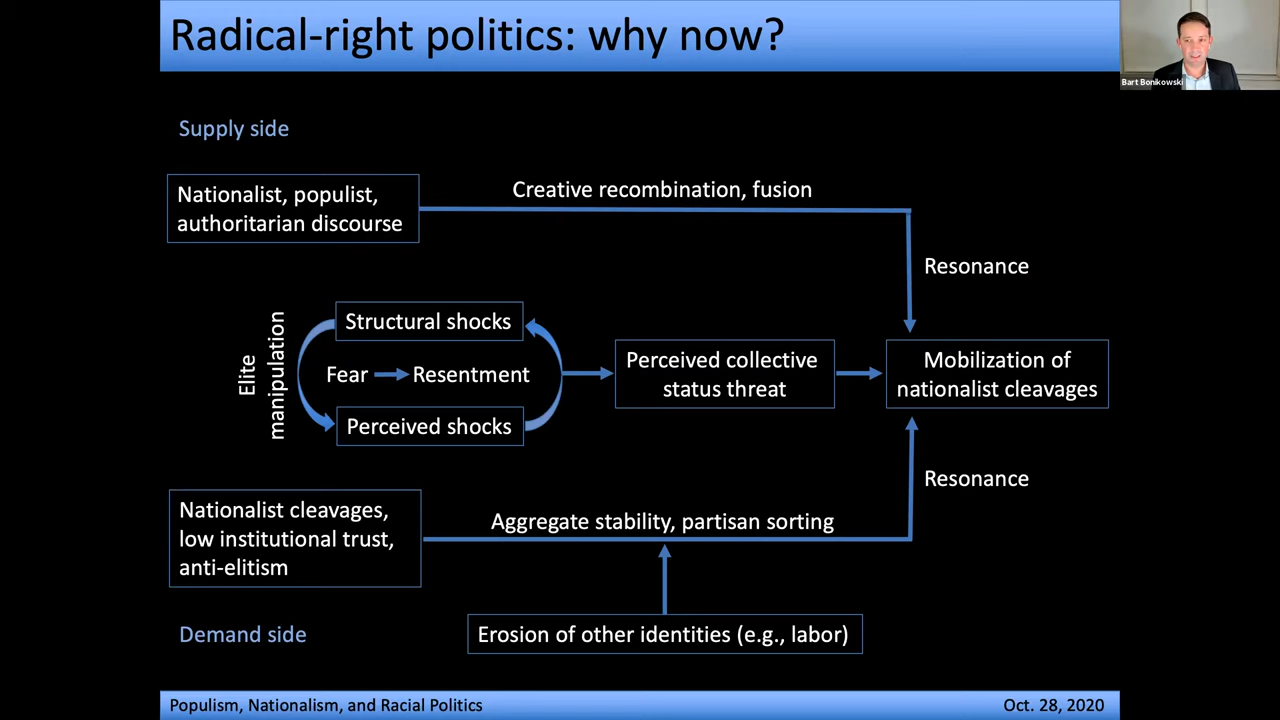 Radical-right politics: why now?
Bart Bonikowski
Supply side
Nationalist, populist,
authoritarian discourse
Creative recombination, fusion
Resonance
Elite
manipulation
Structural shocks
Fear
Resentment
Perceived shocks
Perceived collective
status threat
Mobilization of
nationalist cleavages
Resonance
Nationalist cleavages,
low institutional trust,
anti-elitism
Aggregate stability, partisan sorting
Demand side
Erosion of other identities (e.g., labor)
Populism, Nationalism, and Racial Politics
Oct. 28, 2020